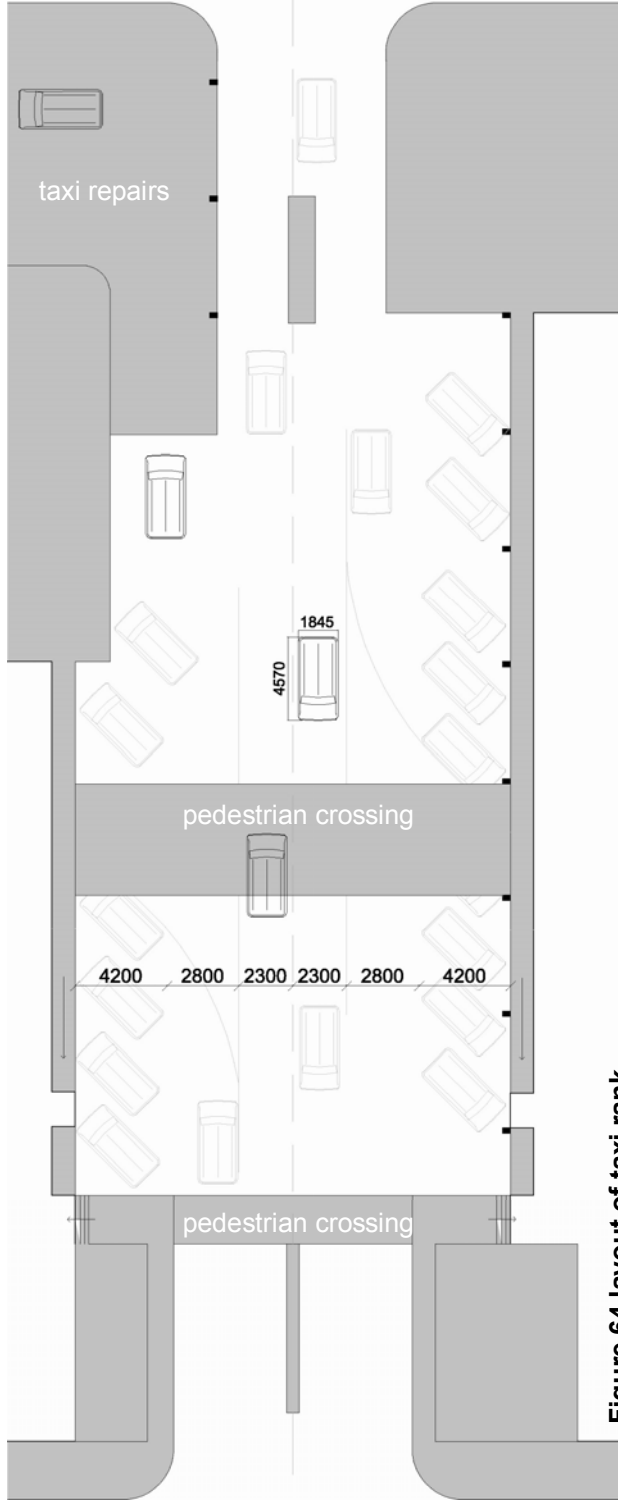 taxi repairs
1845
4570
pedestrian crossing
4200 2800 2300 2300 2800 4200
pedestrian crossing
Figure 64 layout of taxi rank